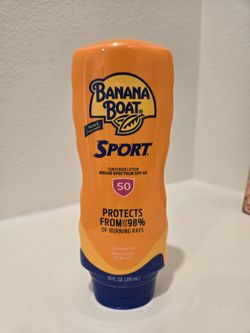 BANANA
BOAT
SPORT
SUNSCREEN LOTION
BROAD SPECTRUM SPF 50
50
PROTECTS
FROM 98%
OF BURNING RAYS